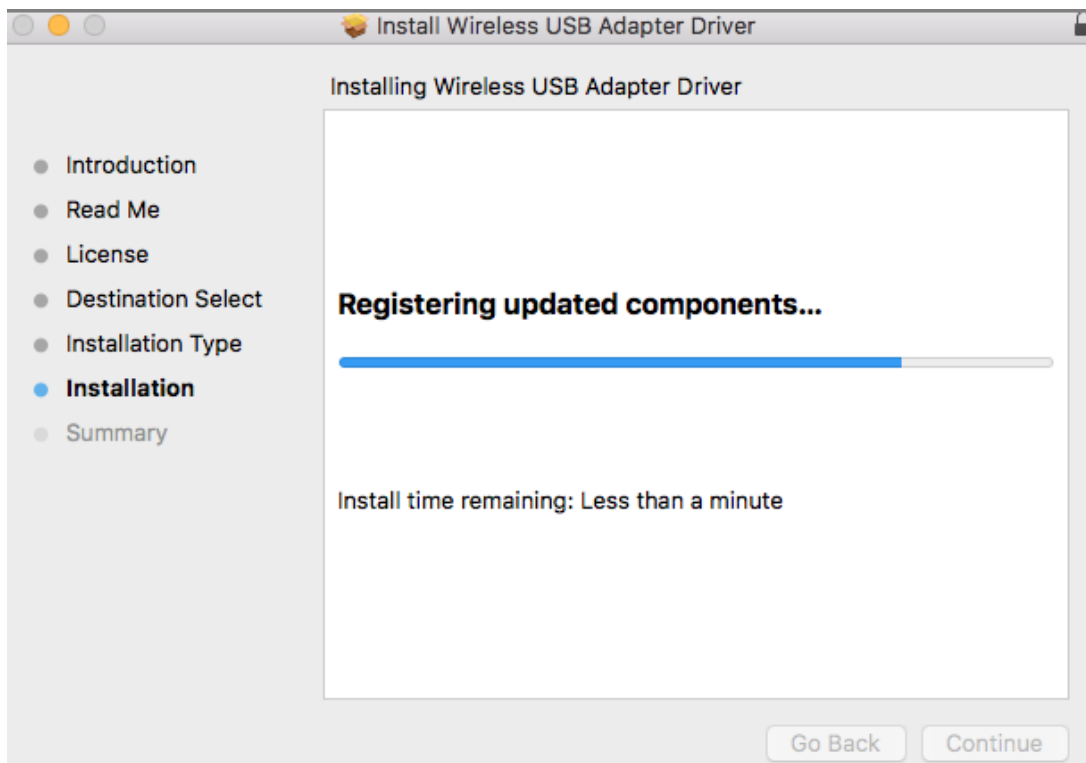 Install Wireless USB Adapter Driver
Installing Wireless USB Adapter Driver
Introduction
Read Me
License
Destination Select
Installation Type
Installation
Summary
Registering updated components...
Install time remaining: Less than a minute
Go Back
Continue